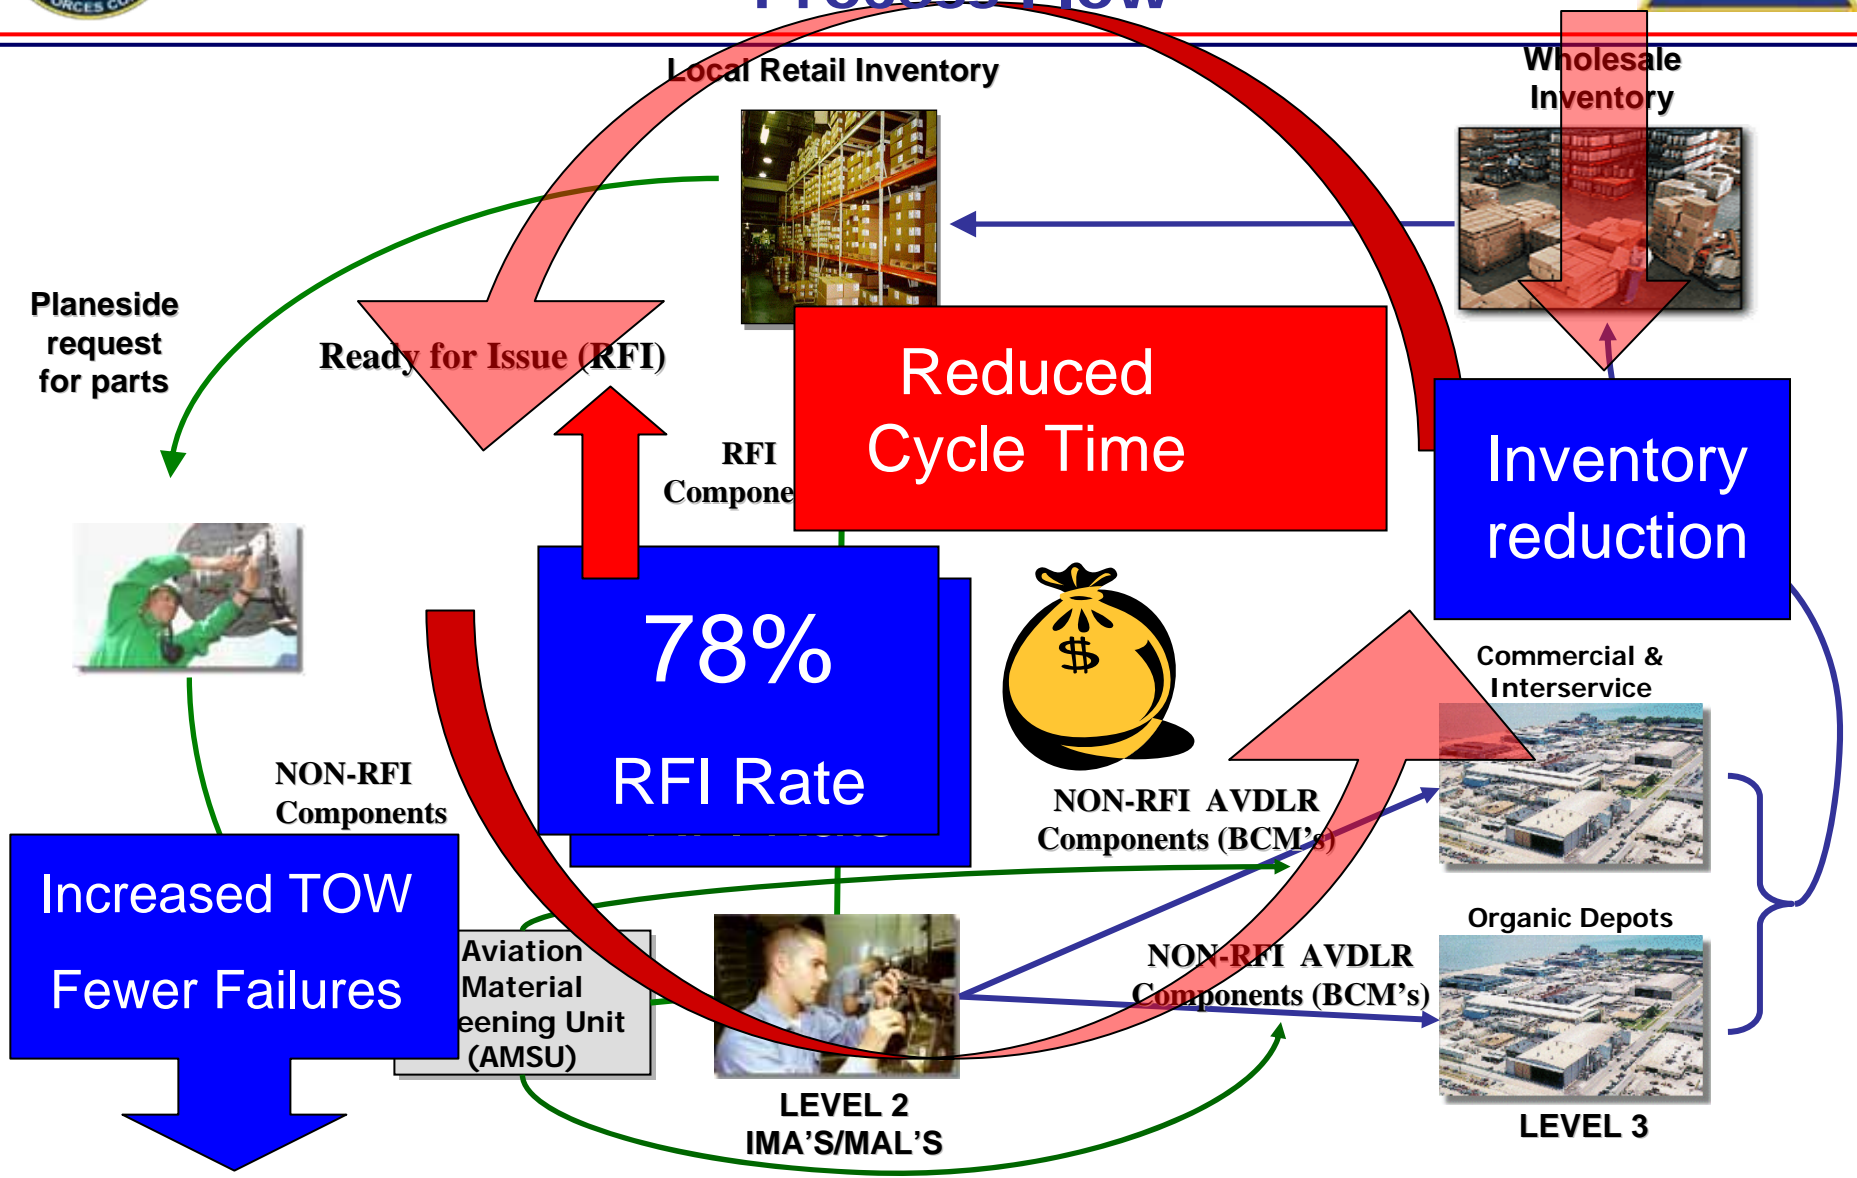 Process Flow
Local Retail Inventory
Wholesale
Inventory
Planeside
request
for parts
Ready for Issue (RFI)
Reduced
Cycle Time
RFI
Compone
Inventory
reduction
$
78%
RFI Rate
Commercial &
Interservice
NON-RFI
Components
NON-RFI AVDLR
Components (BCM's)
Increased TOW
Fewer Failures
Aviation
Material
eening Unit
(AMSU)
Organic Depots
NON-RFI AVDLR
Components (BCM's)
LEVEL 2
IMA'S/MAL'S
LEVEL 3